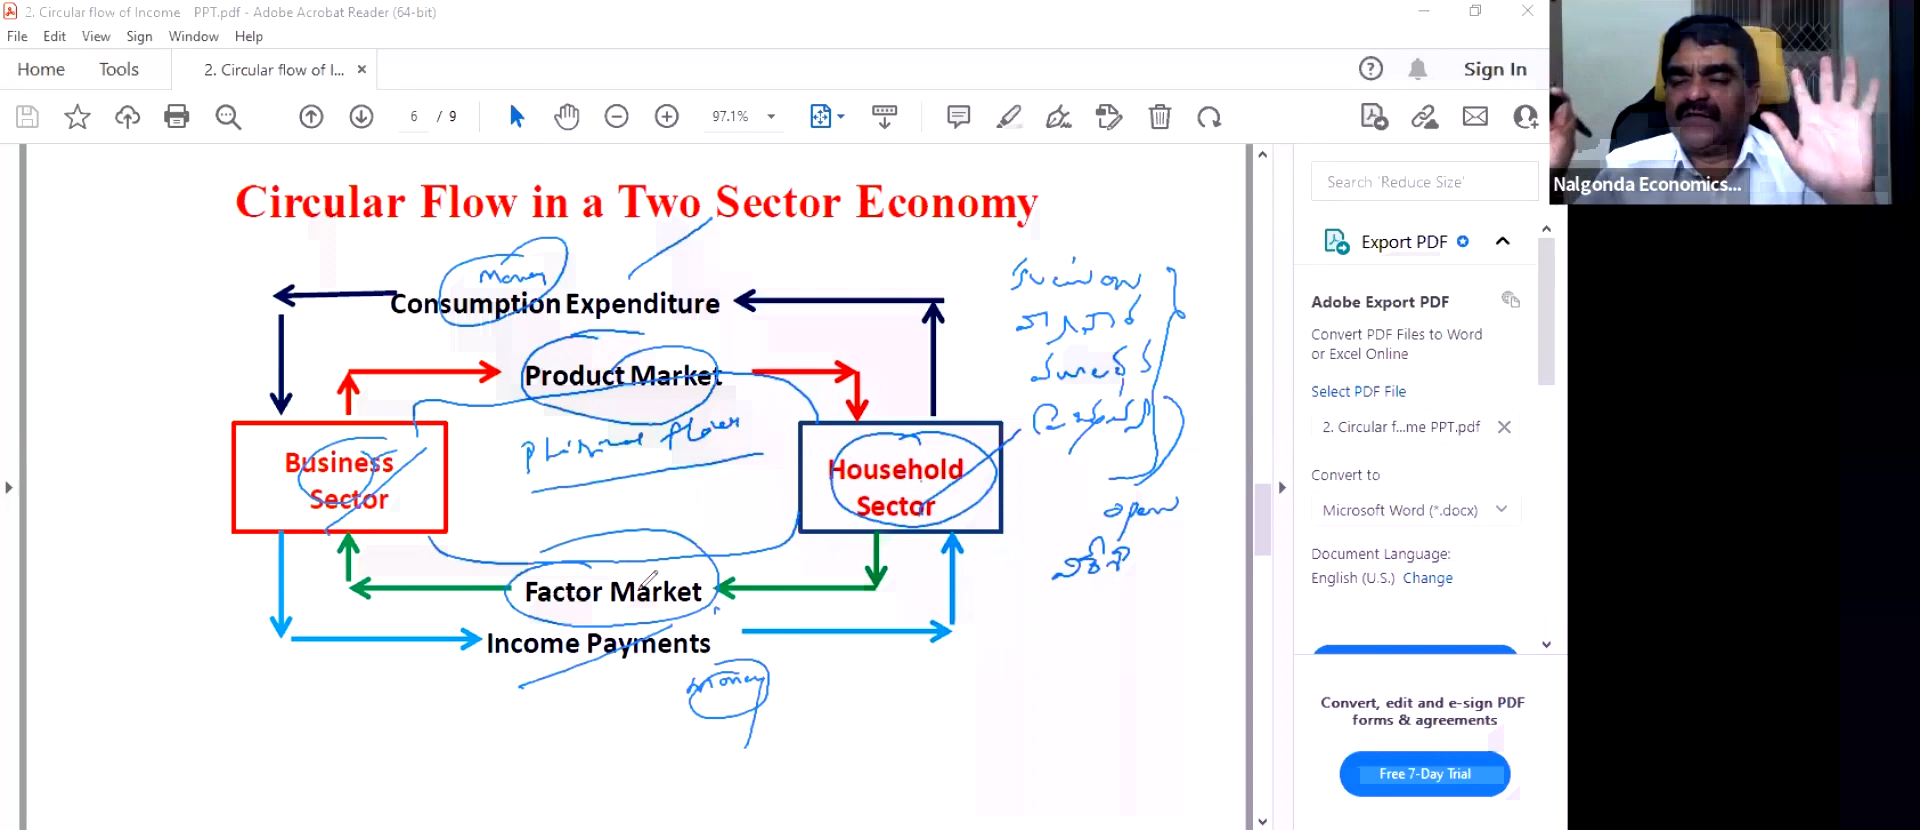 2. Circular flow of Income PPT.pdf - Adobe Acrobat Reader (64-bit)
File Edit View Sign Window Help
Home Tools 2. Circular flow of I... × Sign In
6 / 9 97.1%
Circular Flow in a Two Sector Economy
money
Consumption Expenditure
Product Market
Business
Sector
flows
Household
Sector
open
Factor Market
Income Payments
money
Search 'Reduce Size'
Export PDF
Adobe Export PDF
Convert PDF Files to Word
or Excel Online
Select PDF File
2. Circular f...me PPT.pdf
Convert to
Microsoft Word (*.docx)
Document Language:
English (U.S.) Change
Convert, edit and e-sign PDF
forms & agreements
Free 7-Day Trial
Nalgonda Economics...